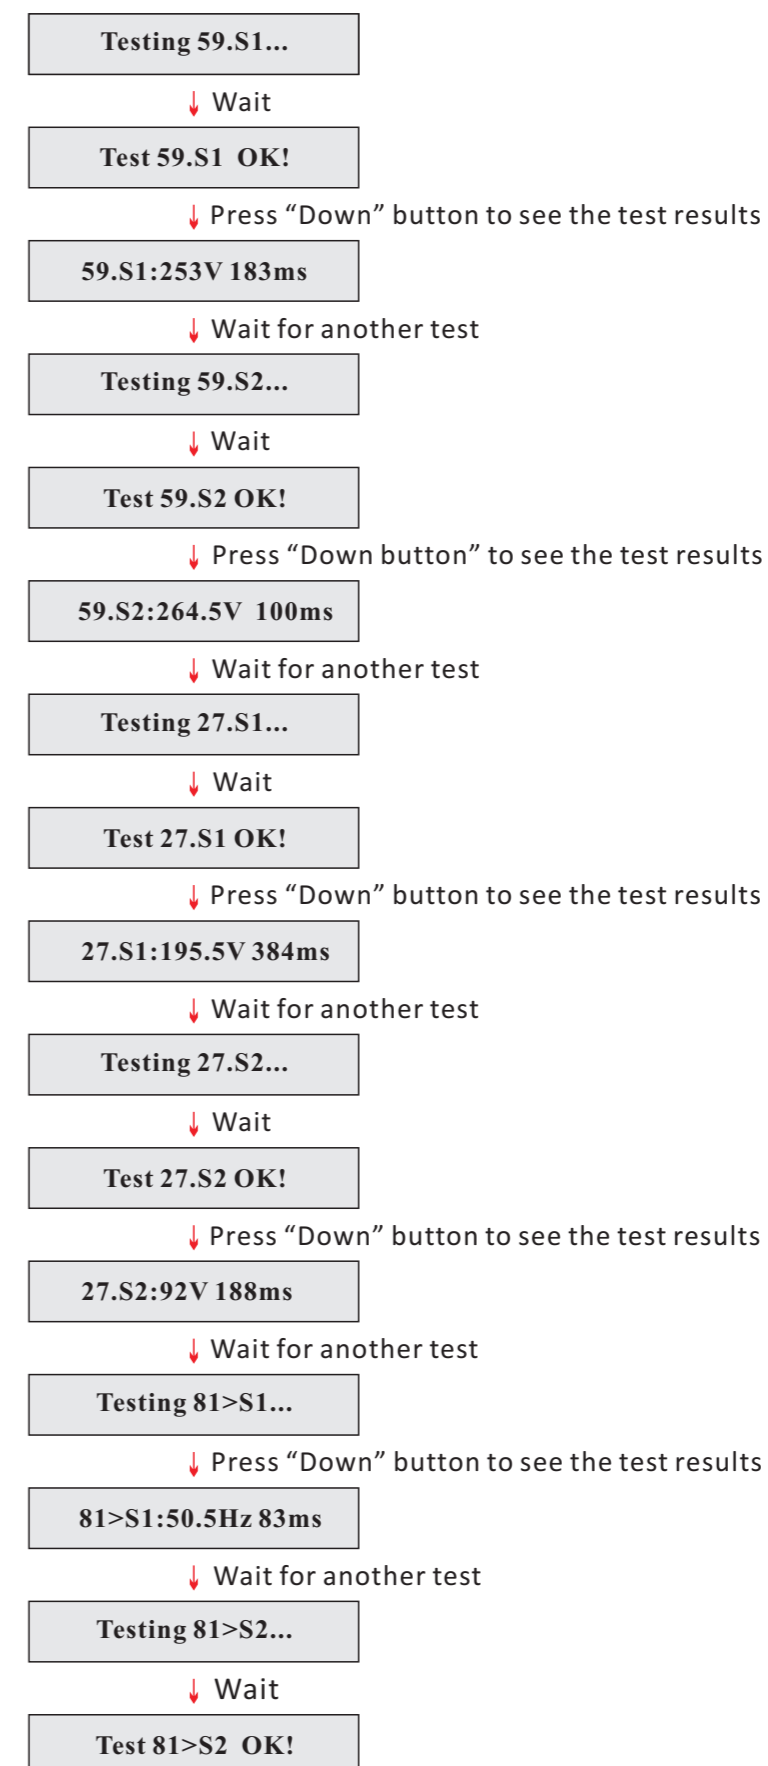 Testing 59.S1...
Wait
Test 59.S1 OK!
Press “Down” button to see the test results
59.S1:253V 183ms
Wait for another test
Testing 59.S2...
Wait
Test 59.S2 OK!
Press “Down button” to see the test results
59.S2:264.5V 100ms
Wait for another test
Testing 27.S1...
Wait
Test 27.S1 OK!
Press “Down” button to see the test results
27.S1:195.5V 384ms
Wait for another test
Testing 27.S2...
Wait
Test 27.S2 OK!
Press “Down” button to see the test results
27.S2:92V 188ms
Wait for another test
Testing 81>S1...
Press “Down” button to see the test results
81>S1:50.5Hz 83ms
Wait for another test
Testing 81>S2...
Wait
Test 81>S2 OK!